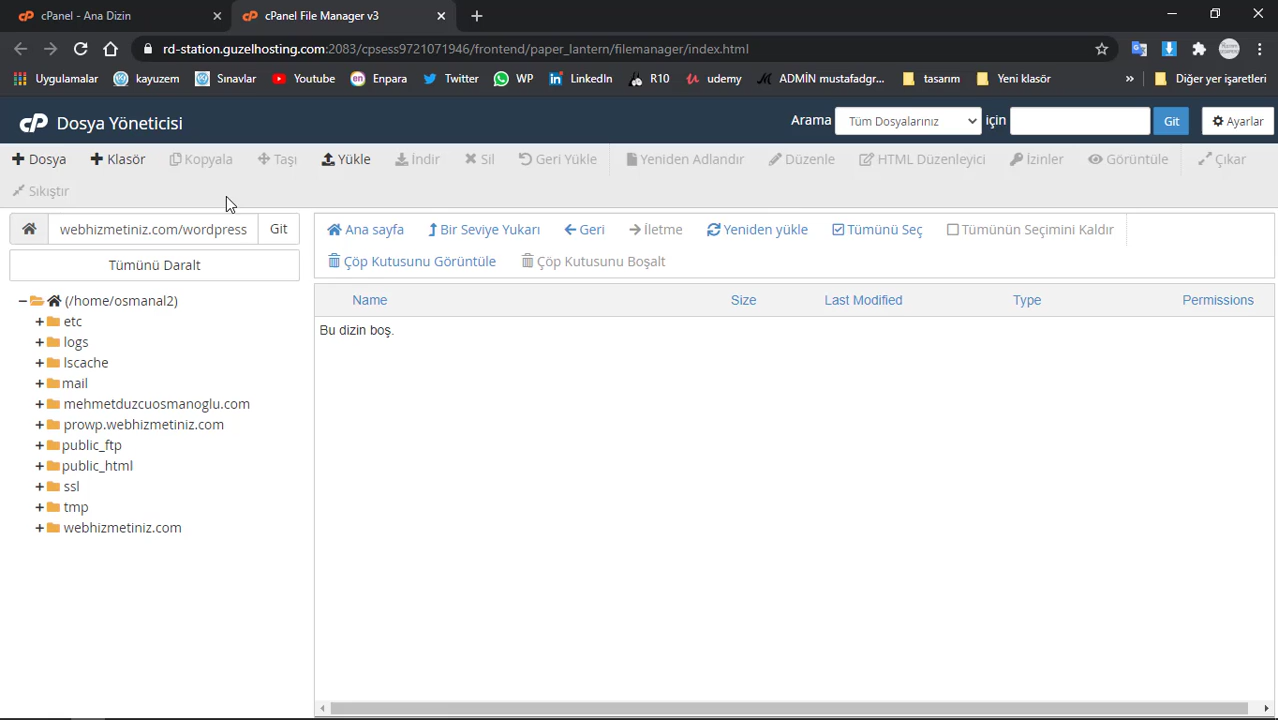 cPanel - Ana Dizin
cPanel File Manager v3
rd-station.guzelhosting.com:2083/cpsess9721071946/frontend/paper_lantern/filemanager/index.html
Uygulamalar kayuzem Sınavlar Youtube Enpara Twitter WP LinkedIn R10 udemy ADMİN mustafadgr... tasarım Yeni klasör » Diğer yer işaretleri
cP Dosya Yöneticisi Arama Tüm Dosyalarınız için Git Ayarlar
Dosya Klasör Kopyala Taşı Yükle İndir Sil Geri Yükle Yeniden Adlandır Düzenle HTML Düzenleyici İzinler Görüntüle Çıkar
Sıkıştır
webhizmetiniz.com/wordpress Git
Ana sayfa Bir Seviye Yukarı Geri İletme Yeniden yükle Tümünü Seç Tümünün Seçimini Kaldır
Tümünü Daralt
Çöp Kutusunu Görüntüle Çöp Kutusunu Boşalt
Name Size Last Modified Type Permissions
Bu dizin boş.
(/home/osmanal2)
etc
logs
lscache
mail
mehmetduzcuosmanoglu.com
prowp.webhizmetiniz.com
public_ftp
public_html
ssl
tmp
webhizmetiniz.com